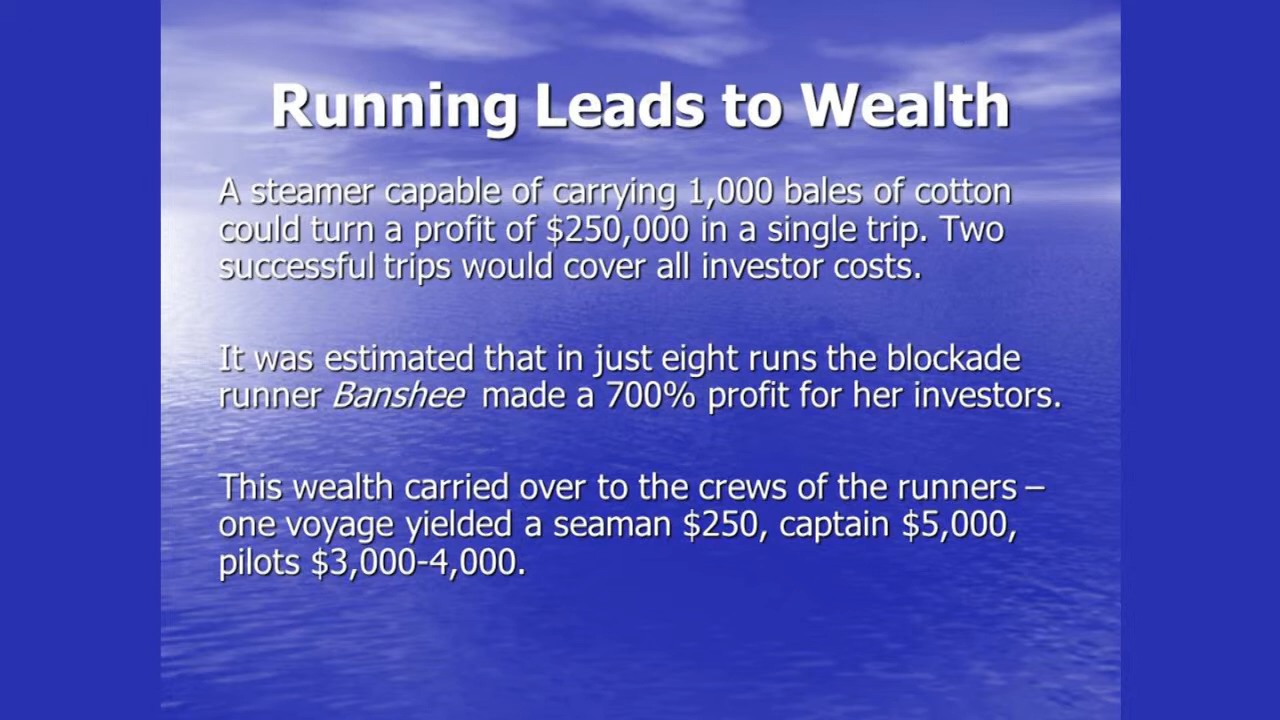 Running Leads to Wealth
A steamer capable of carrying 1,000 bales of cotton
could turn a profit of $250,000 in a single trip. Two
successful trips would cover all investor costs.
It was estimated that in just eight runs the blockade
runner Banshee made a 700% profit for her investors.
This wealth carried over to the crews of the runners –
one voyage yielded a seaman $250, captain $5,000,
pilots $3,000-4,000.